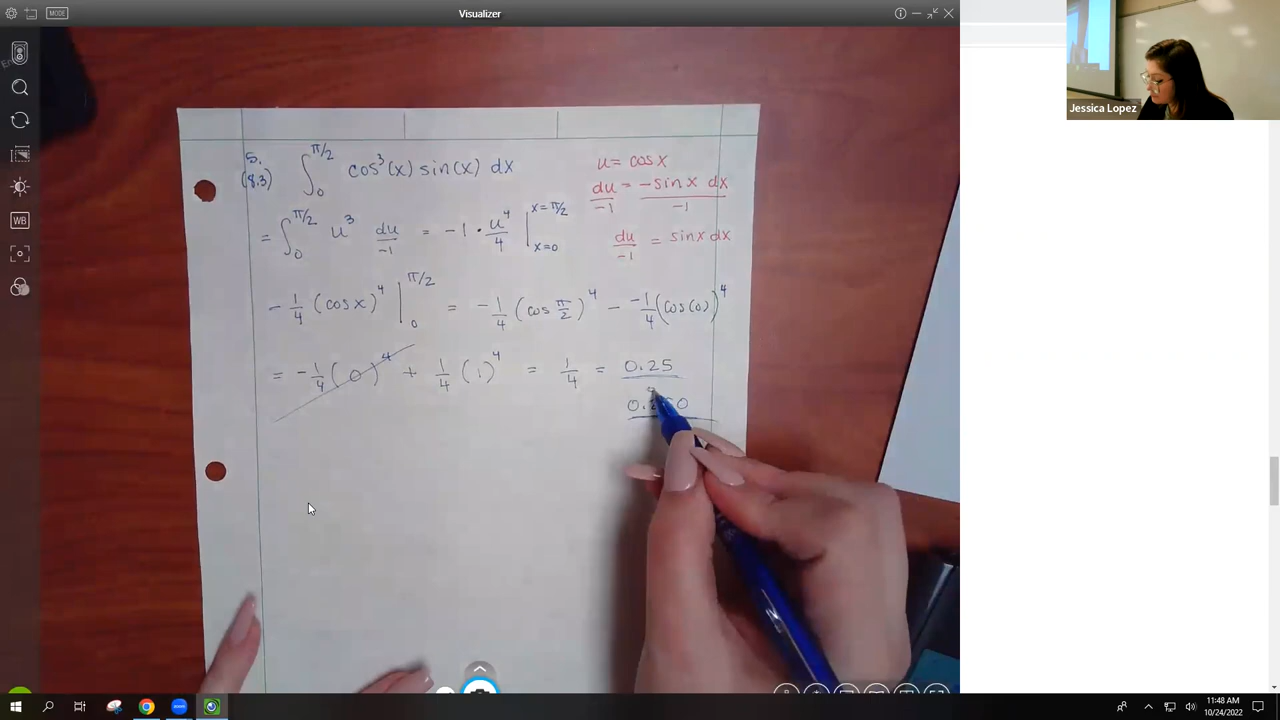 MODE
Visualizer
Jessica Lopez
5.
(8.3)
∫₀^(π/2) cos³(x) sin(x) dx
u = cos x
du/-1 = -sin x dx/-1
du/-1 = sin x dx
= ∫₀^(π/2) u³ du/-1 = -1 · u⁴/4 |_(x=0)^(x=π/2)
-1/4 (cos x)⁴ |₀^(π/2) = -1/4 (cos π/2)⁴ - -1/4 (cos(0))⁴
= -1/4 (0)⁴ + 1/4 (1)⁴ = 1/4 = 0.25
WB
11:48 AM
10/24/2022